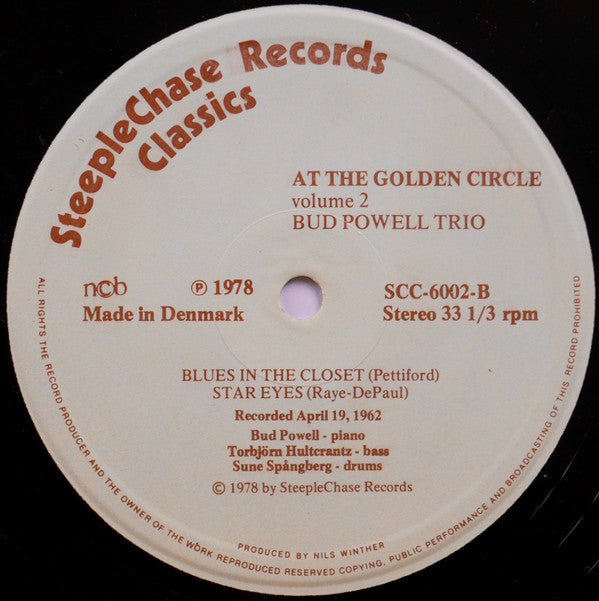 SteepleChase Records
Classics
AT THE GOLDEN CIRCLE
volume 2
BUD POWELL TRIO
ncb
℗ 1978
Made in Denmark
SCC-6002-B
Stereo 33 1/3 rpm
BLUES IN THE CLOSET (Pettiford)
STAR EYES (Raye-DePaul)
Recorded April 19, 1962
Bud Powell - piano
Torbjörn Hultcrantz - bass
Sune Spångberg - drums
© 1978 by SteepleChase Records
PRODUCED BY NILS WINTHER
ALL RIGHTS THE RECORD PRODUCER AND THE OWNER OF THE WORK REPRODUCED RESERVED COPYING, PUBLIC PERFORMANCE AND BROADCASTING OF THIS RECORD PROHIBITED